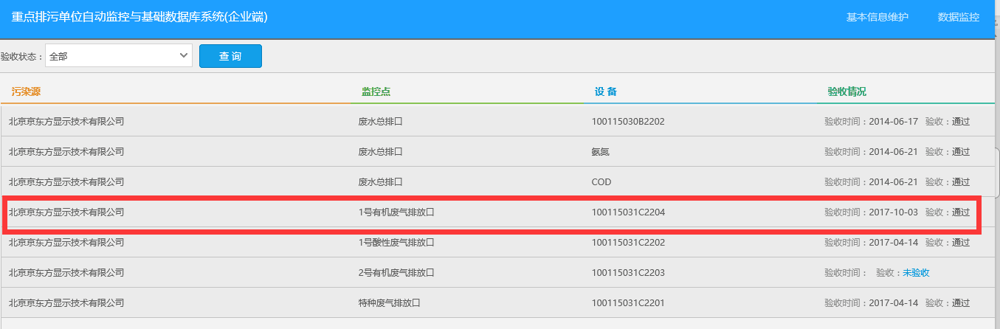 重点排污单位自动监控与基础数据库系统(企业端) 基本信息维护 数据监控
验收状态： 全部 查 询
污染源 监控点 设 备 验收情况
北京京东方显示技术有限公司 废水总排口 100115030B2202 验收时间：2014-06-17 验收：通过
北京京东方显示技术有限公司 废水总排口 氨氮 验收时间：2014-06-21 验收：通过
北京京东方显示技术有限公司 废水总排口 COD 验收时间：2014-06-21 验收：通过
北京京东方显示技术有限公司 1号有机废气排放口 100115031C2204 验收时间：2017-10-03 验收：通过
北京京东方显示技术有限公司 1号酸性废气排放口 100115031C2202 验收时间：2017-04-14 验收：通过
北京京东方显示技术有限公司 2号有机废气排放口 100115031C2203 验收时间： 验收：未验收
北京京东方显示技术有限公司 特种废气排放口 100115031C2201 验收时间：2017-04-14 验收：通过